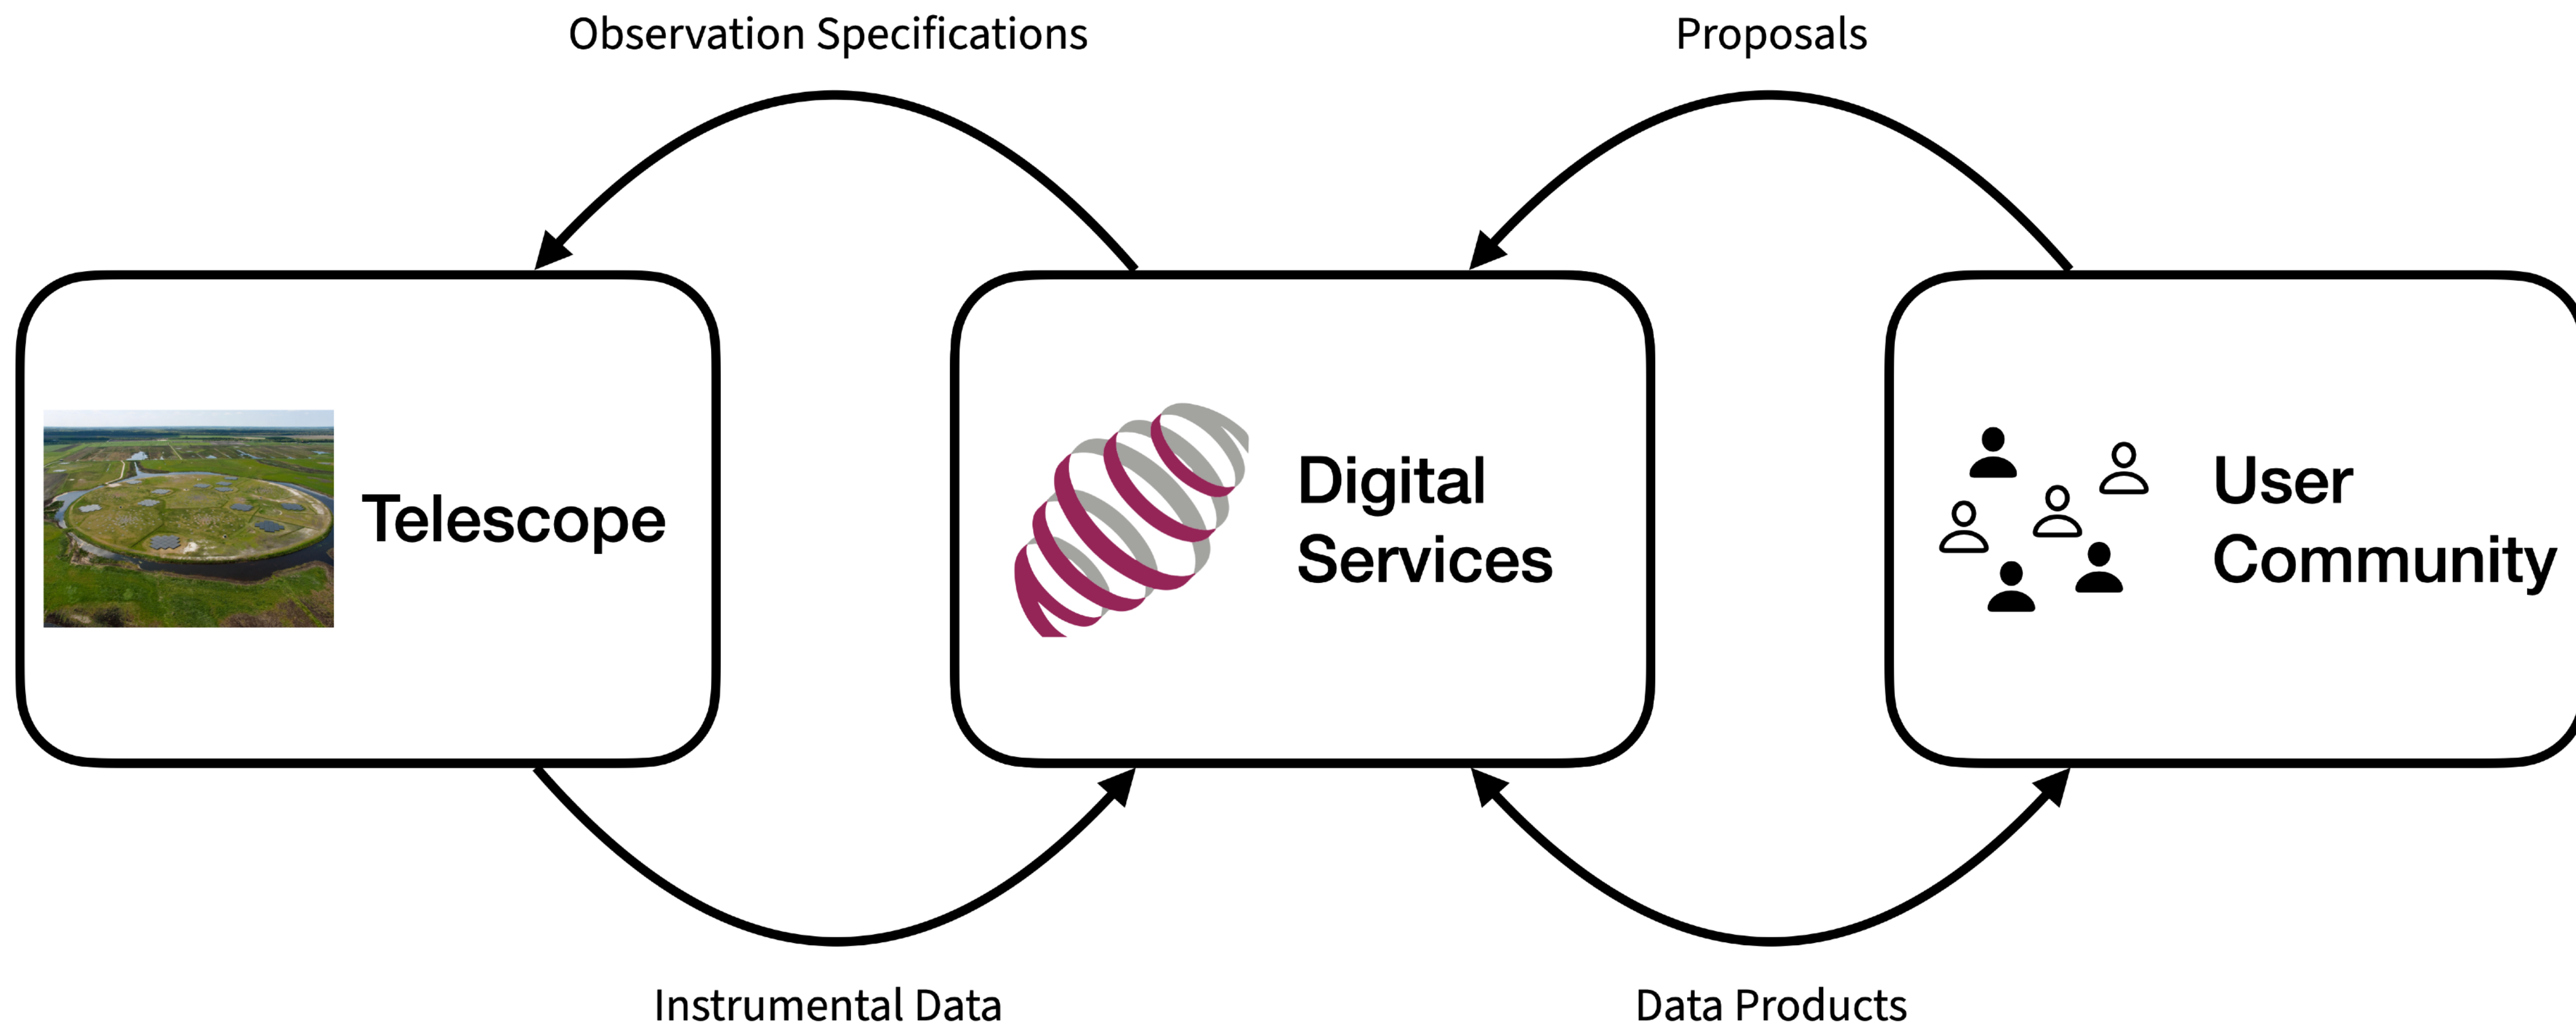 Observation Specifications
Proposals
Telescope
Digital
Services
User
Community
Instrumental Data
Data Products